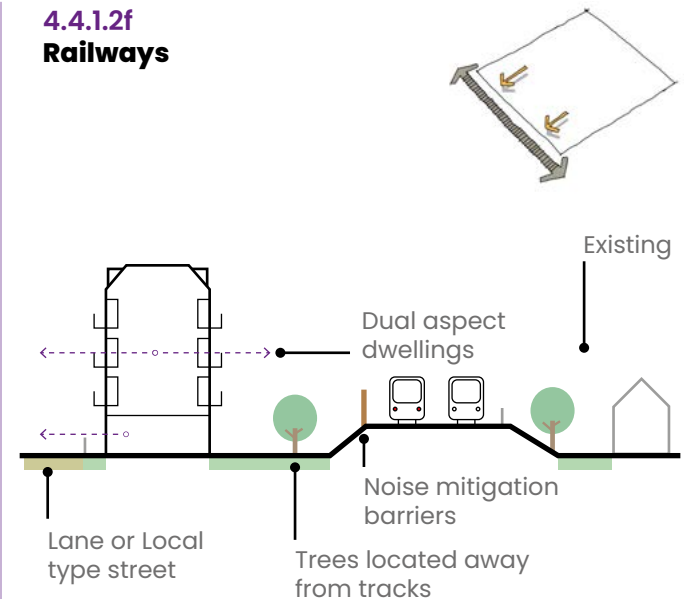 4.4.1.2f
Railways
Existing
Dual aspect
dwellings
Noise mitigation
barriers
Lane or Local
type street
Trees located away
from tracks